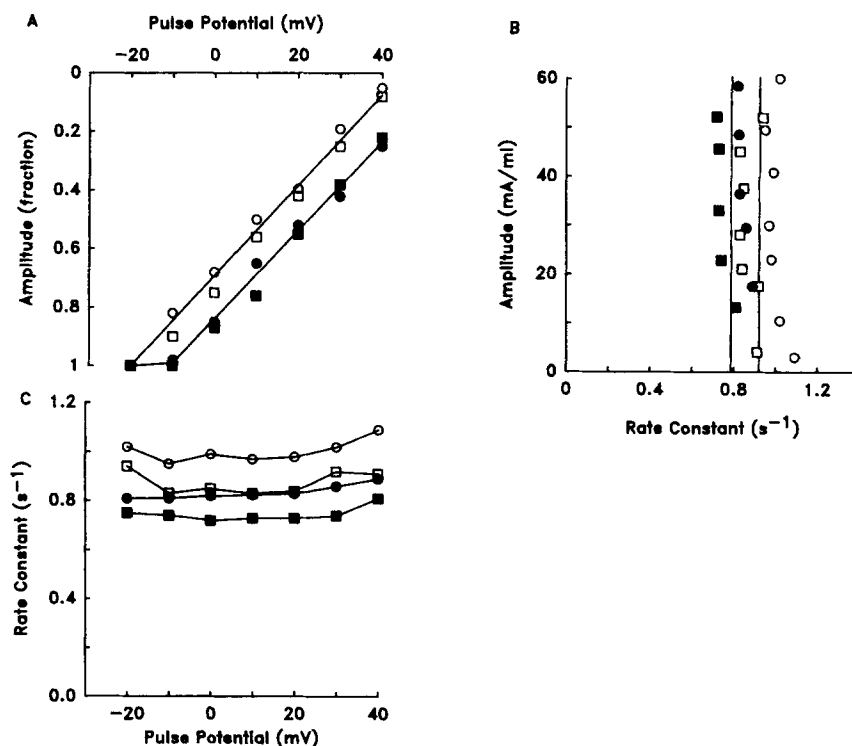 A
Pulse Potential (mV)
-20 0 20 40
Amplitude (fraction)
0
0.2
0.4
0.6
0.8
1
B
Amplitude (mA/ml)
60
40
20
0
0 0.4 0.8 1.2
Rate Constant (s⁻¹)
C
Rate Constant (s⁻¹)
1.2
0.8
0.4
0.0
-20 0 20 40
Pulse Potential (mV)